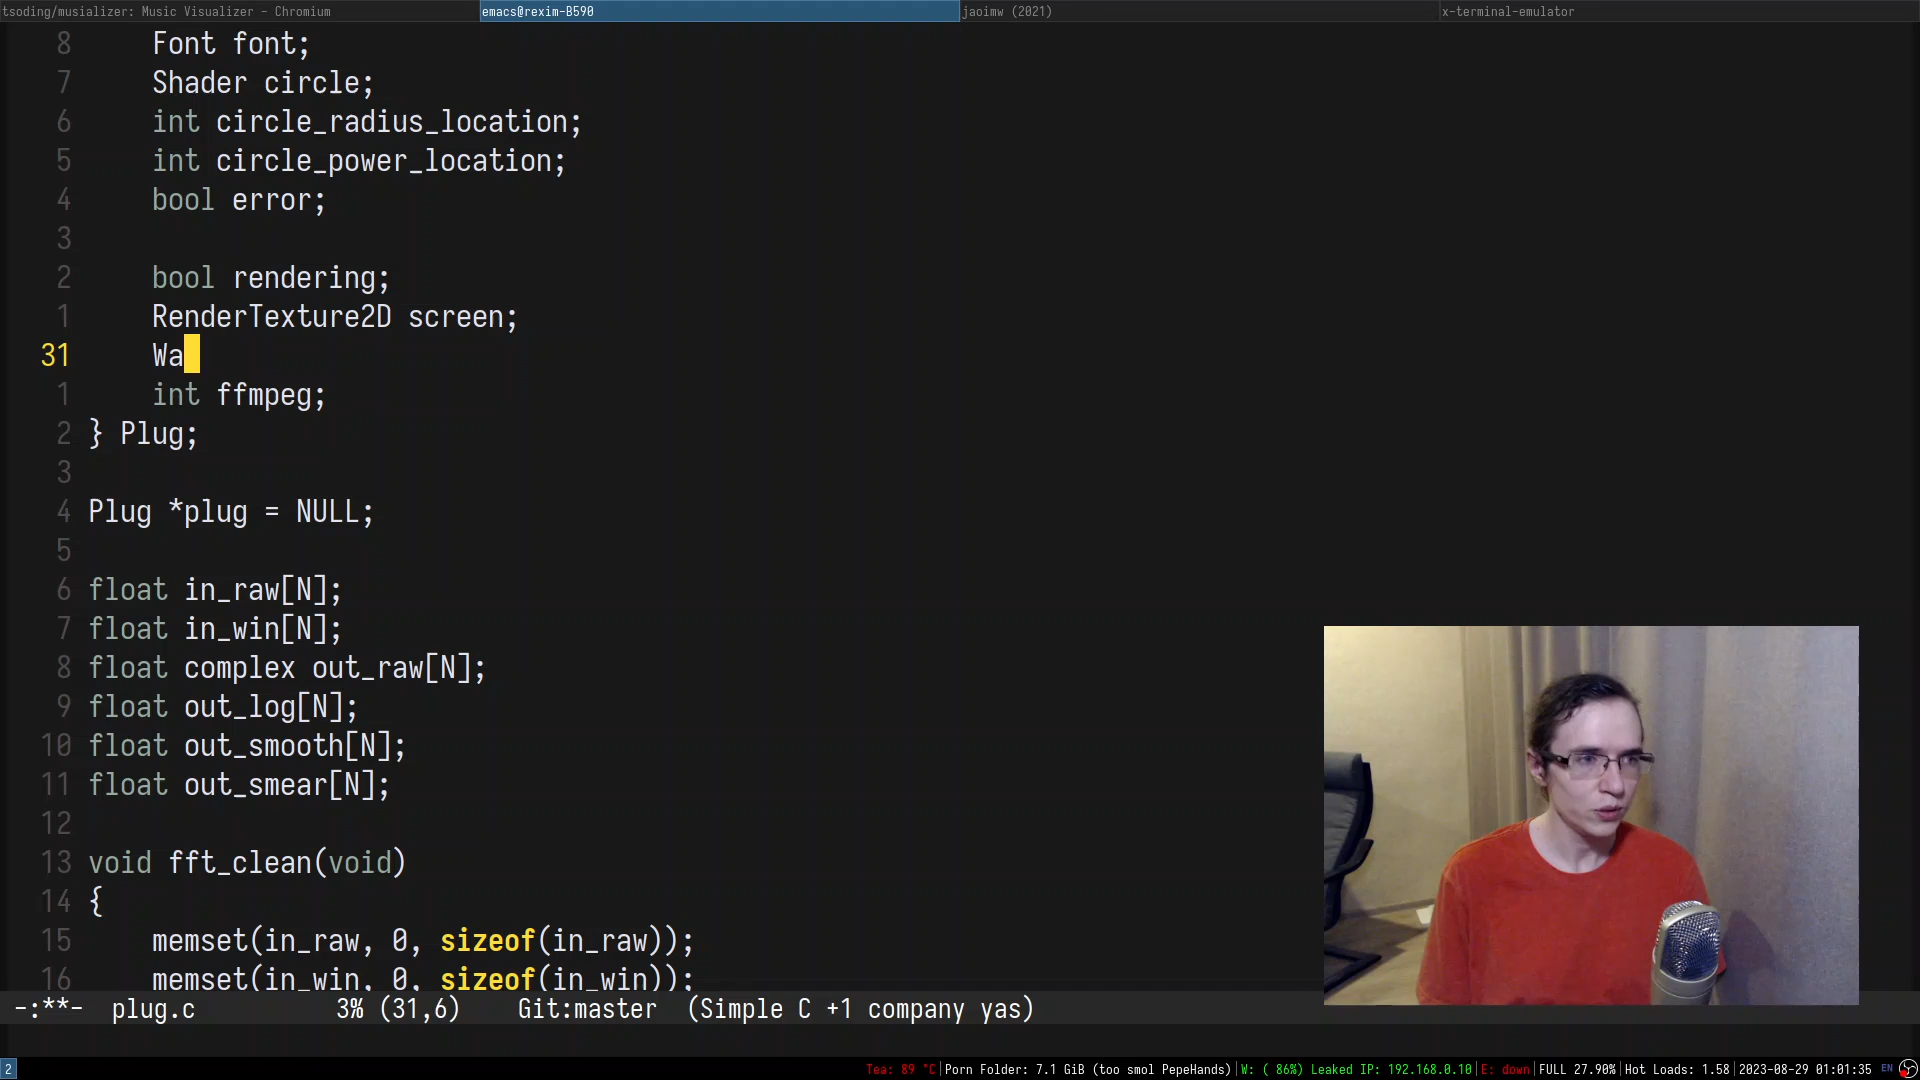 tsoding/musializer: Music Visualizer - Chromium
emacs@rexim-B590
jaoimw (2021)
x-terminal-emulator
8 Font font;
7 Shader circle;
6 int circle_radius_location;
5 int circle_power_location;
4 bool error;
3
2 bool rendering;
1 RenderTexture2D screen;
31 Wa
1 int ffmpeg;
2 } Plug;
3
4 Plug *plug = NULL;
5
6 float in_raw[N];
7 float in_win[N];
8 float complex out_raw[N];
9 float out_log[N];
10 float out_smooth[N];
11 float out_smear[N];
12
13 void fft_clean(void)
14 {
15 memset(in_raw, 0, sizeof(in_raw));
16 memset(in_win, 0, sizeof(in_win));
-:**- plug.c 3% (31,6) Git:master (Simple C +1 company yas)
2 Tea: 89 °C|Porn Folder: 7.1 GiB (too smol PepeHands)|W: ( 86%) Leaked IP: 192.168.0.10|E: down|FULL 27.90%|Hot Loads: 1.58|2023-08-29 01:01:35 EN